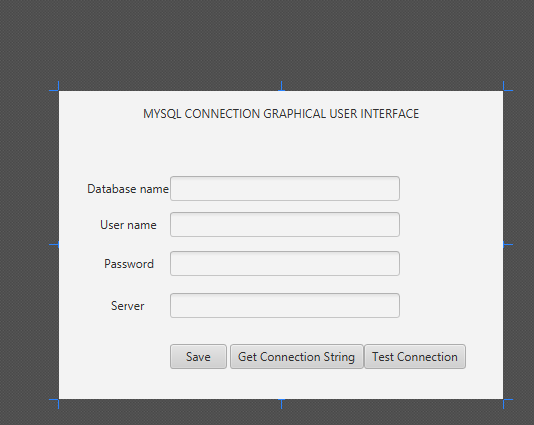 MYSQL CONNECTION GRAPHICAL USER INTERFACE
Database name
User name
Password
Server
Save Get Connection String Test Connection